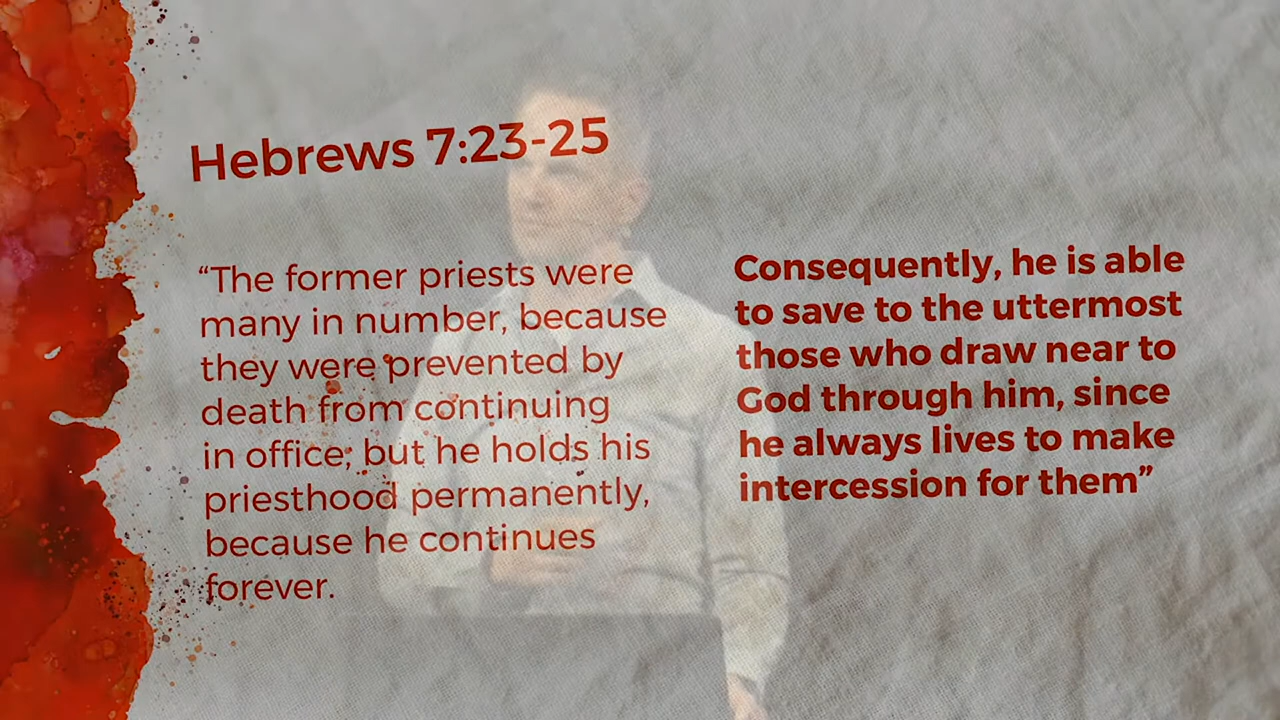 Hebrews 7:23-25
“The former priests were
many in number, because
they were prevented by
death from continuing
in office; but he holds his
priesthood permanently,
because he continues
forever.
Consequently, he is able
to save to the uttermost
those who draw near to
God through him, since
he always lives to make
intercession for them”